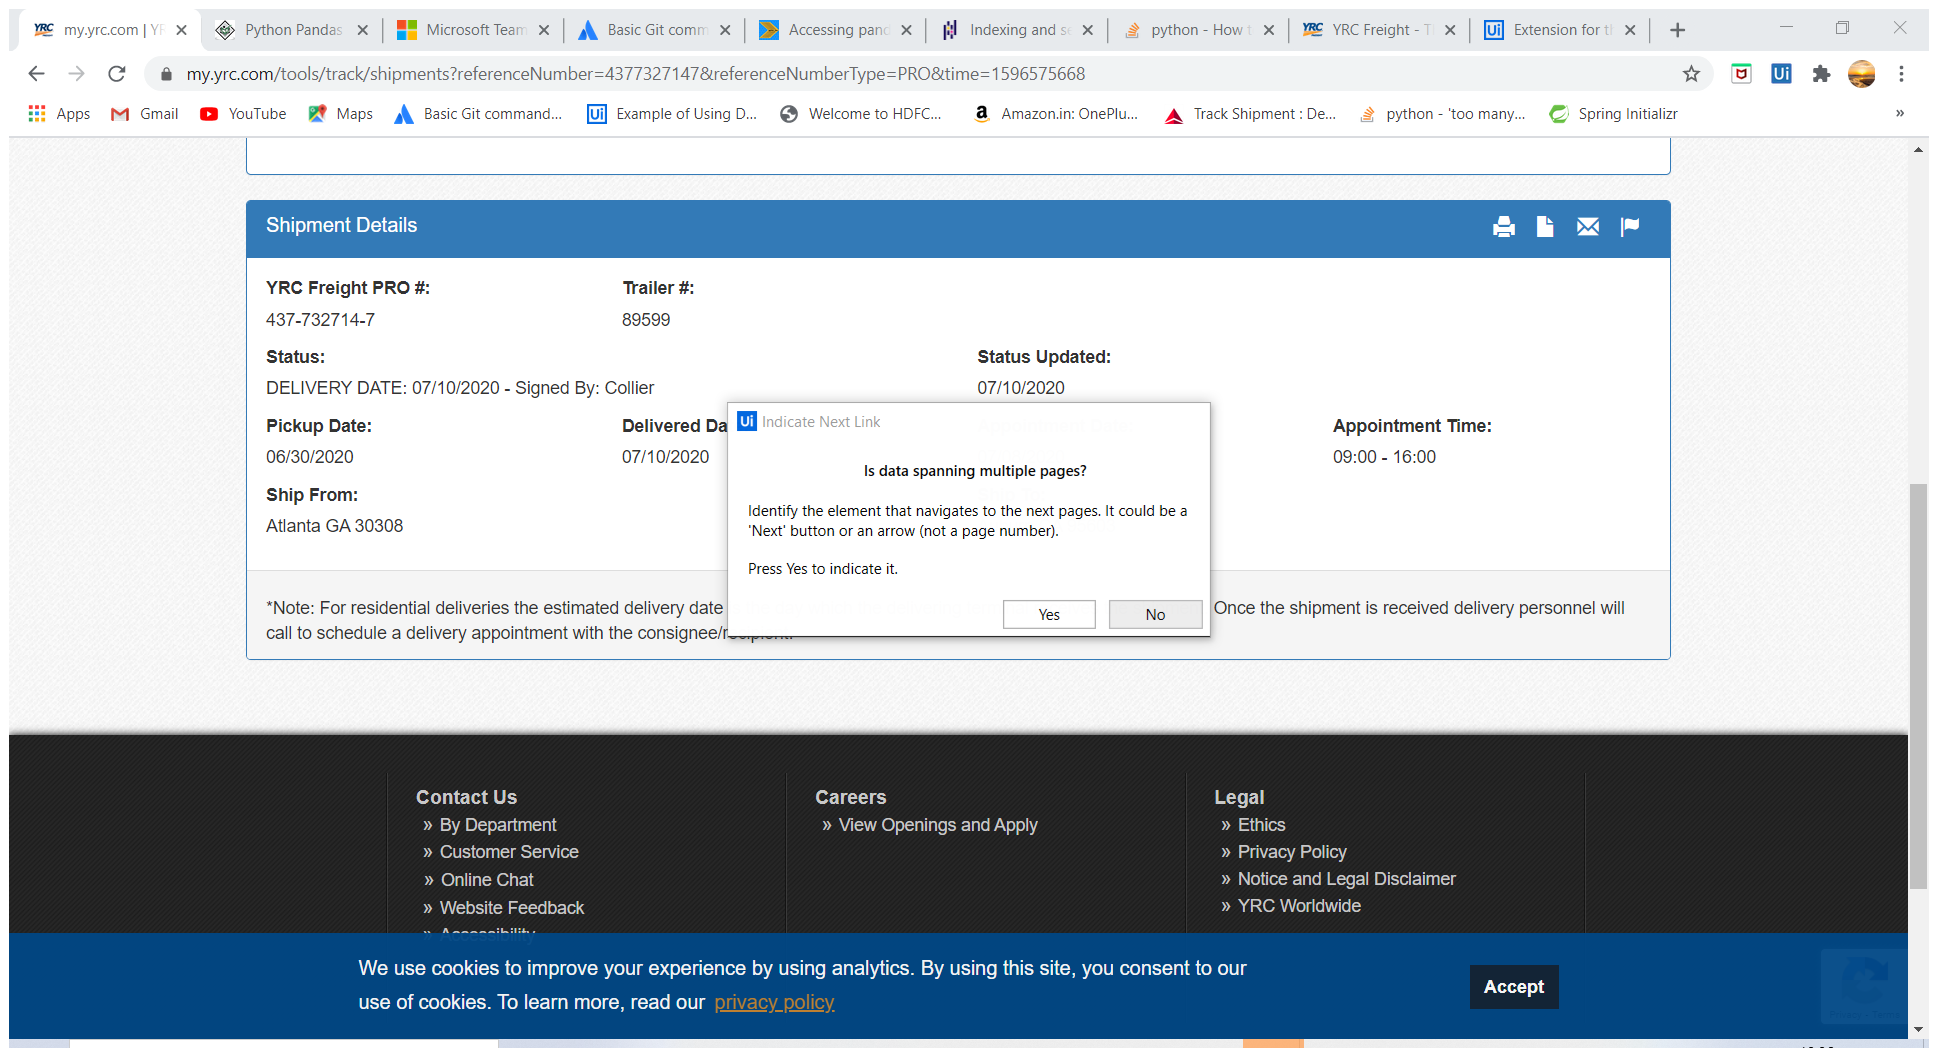 YRC my.yrc.com | YF
Python Pandas
Microsoft Team
Basic Git comm
Accessing pand
Indexing and se
python - How t
YRC YRC Freight - T
Ui Extension for th
my.yrc.com/tools/track/shipments?referenceNumber=4377327147&referenceNumberType=PRO&time=1596575668
Ui
Apps
Gmail
YouTube
Maps
Basic Git command...
Ui Example of Using D...
Welcome to HDFC...
a Amazon.in: OnePlu...
Track Shipment : De...
python - 'too many...
Spring Initializr
»
Shipment Details
YRC Freight PRO #:
Trailer #:
437-732714-7
89599
Status:
Status Updated:
DELIVERY DATE: 07/10/2020 - Signed By: Collier
07/10/2020
Pickup Date:
Delivered Da
Appointment Time:
06/30/2020
07/10/2020
09:00 - 16:00
Ship From:
Atlanta GA 30308
Ui Indicate Next Link
Is data spanning multiple pages?
Identify the element that navigates to the next pages. It could be a
'Next' button or an arrow (not a page number).
Press Yes to indicate it.
Yes
No
*Note: For residential deliveries the estimated delivery date
Once the shipment is received delivery personnel will
call to schedule a delivery appointment with the consignee/recipient.
Contact Us
» By Department
» Customer Service
» Online Chat
» Website Feedback
» Accessibility
Careers
» View Openings and Apply
Legal
» Ethics
» Privacy Policy
» Notice and Legal Disclaimer
» YRC Worldwide
We use cookies to improve your experience by using analytics. By using this site, you consent to our
use of cookies. To learn more, read our privacy policy
Accept